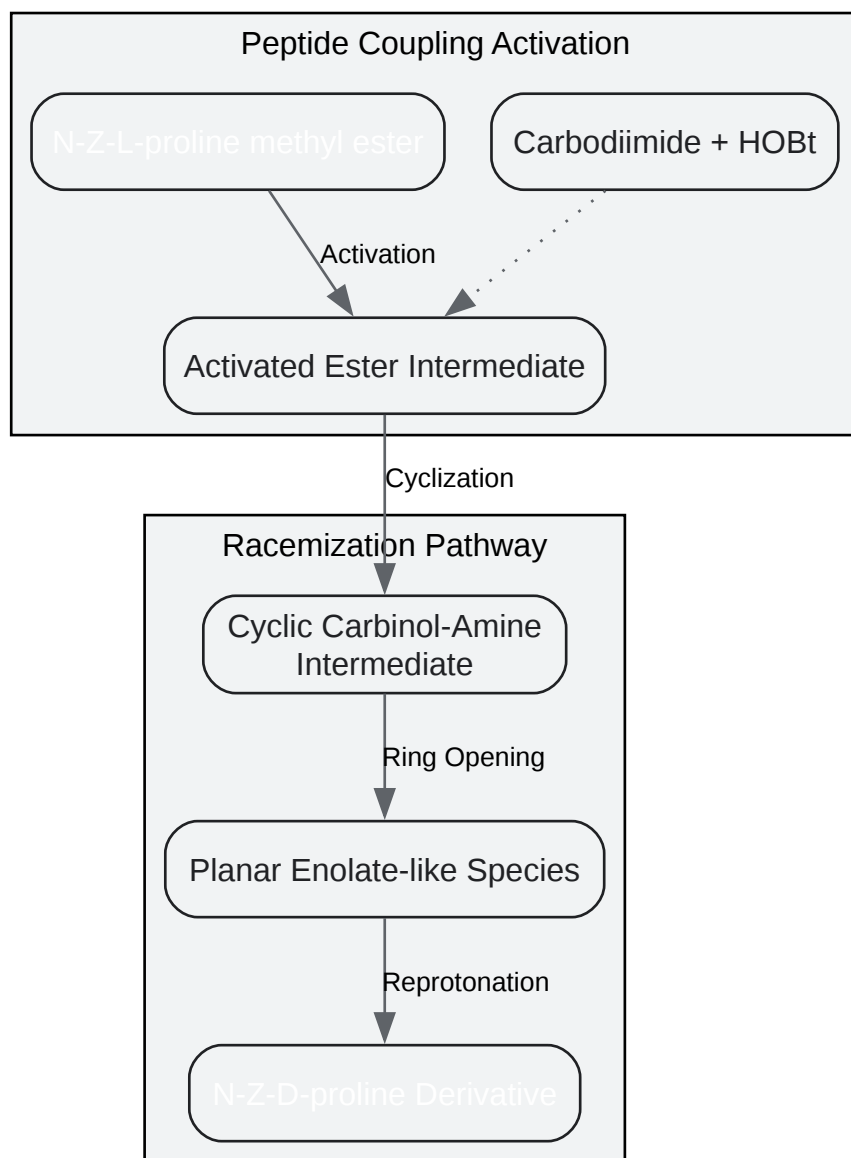 Peptide Coupling Activation
N-Z-L-proline methyl ester
Carbodiimide + HOBt
Activation
Activated Ester Intermediate
Cyclization
Racemization Pathway
Cyclic Carbinol-Amine
Intermediate
Ring Opening
Planar Enolate-like Species
Reprotonation
N-Z-D-proline Derivative